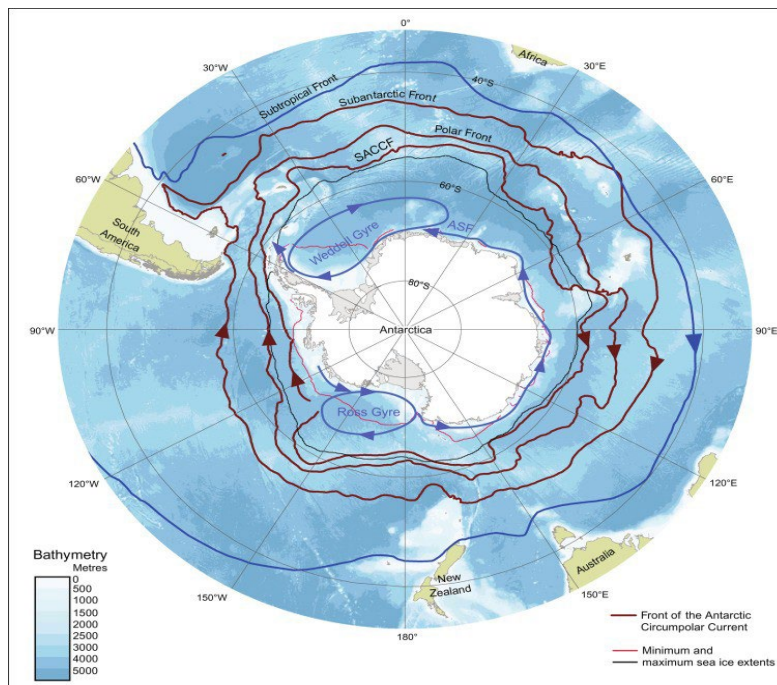 0°
30°W
Africa
30°E
40°S
Subtropical Front
Subantarctic Front
Polar Front
SACCF
60°W
60°E
60°S
South
America
Weddell Gyre
ASF
80°S
90°W
Antarctica
90°E
Ross Gyre
120°W
120°E
Australia
New
Zealand
150°W
150°E
180°
Bathymetry
Metres
0
500
1000
1500
2000
2500
3000
4000
5000
Front of the Antarctic
Circumpolar Current
Minimum and
maximum sea ice extents